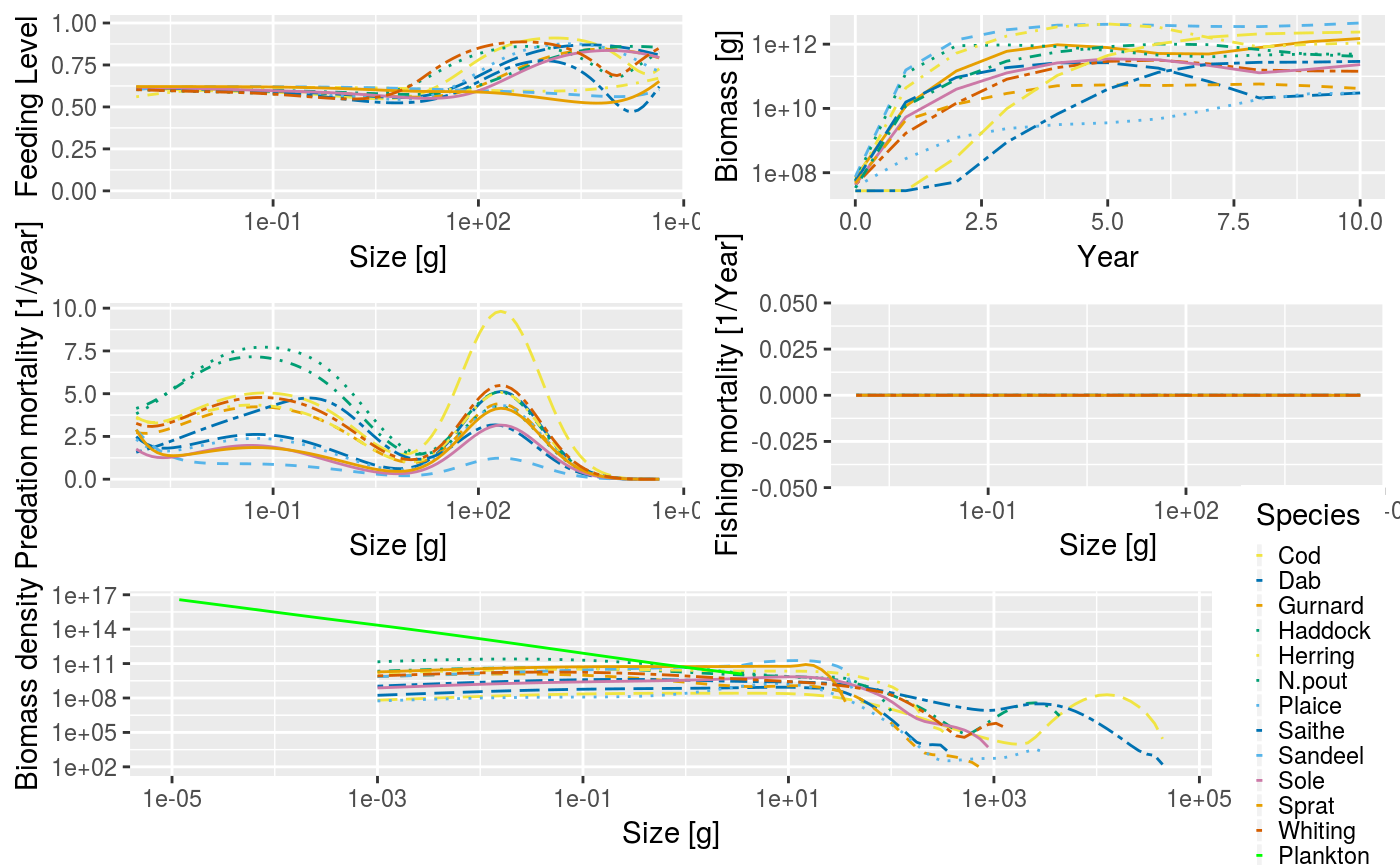 Feeding Level
1.00
0.75
0.50
0.25
0.00
1e-01 1e+02
Size [g]
Biomass [g]
1e+12
1e+10
1e+08
0.0 2.5 5.0 7.5 10.0
Year
Predation mortality [1/year]
10.0
7.5
5.0
2.5
0.0
1e-01 1e+02
Size [g]
Fishing mortality [1/Year]
0.050
0.025
0.000
-0.025
-0.050
1e-01 1e+02
Size [g]
Biomass density
1e+17
1e+14
1e+11
1e+08
1e+05
1e+02
1e-05 1e-03 1e-01 1e+01 1e+03 1e+05
Size [g]
Species
Cod
Dab
Gurnard
Haddock
Herring
N.pout
Plaice
Saithe
Sandeel
Sole
Sprat
Whiting
Plankton